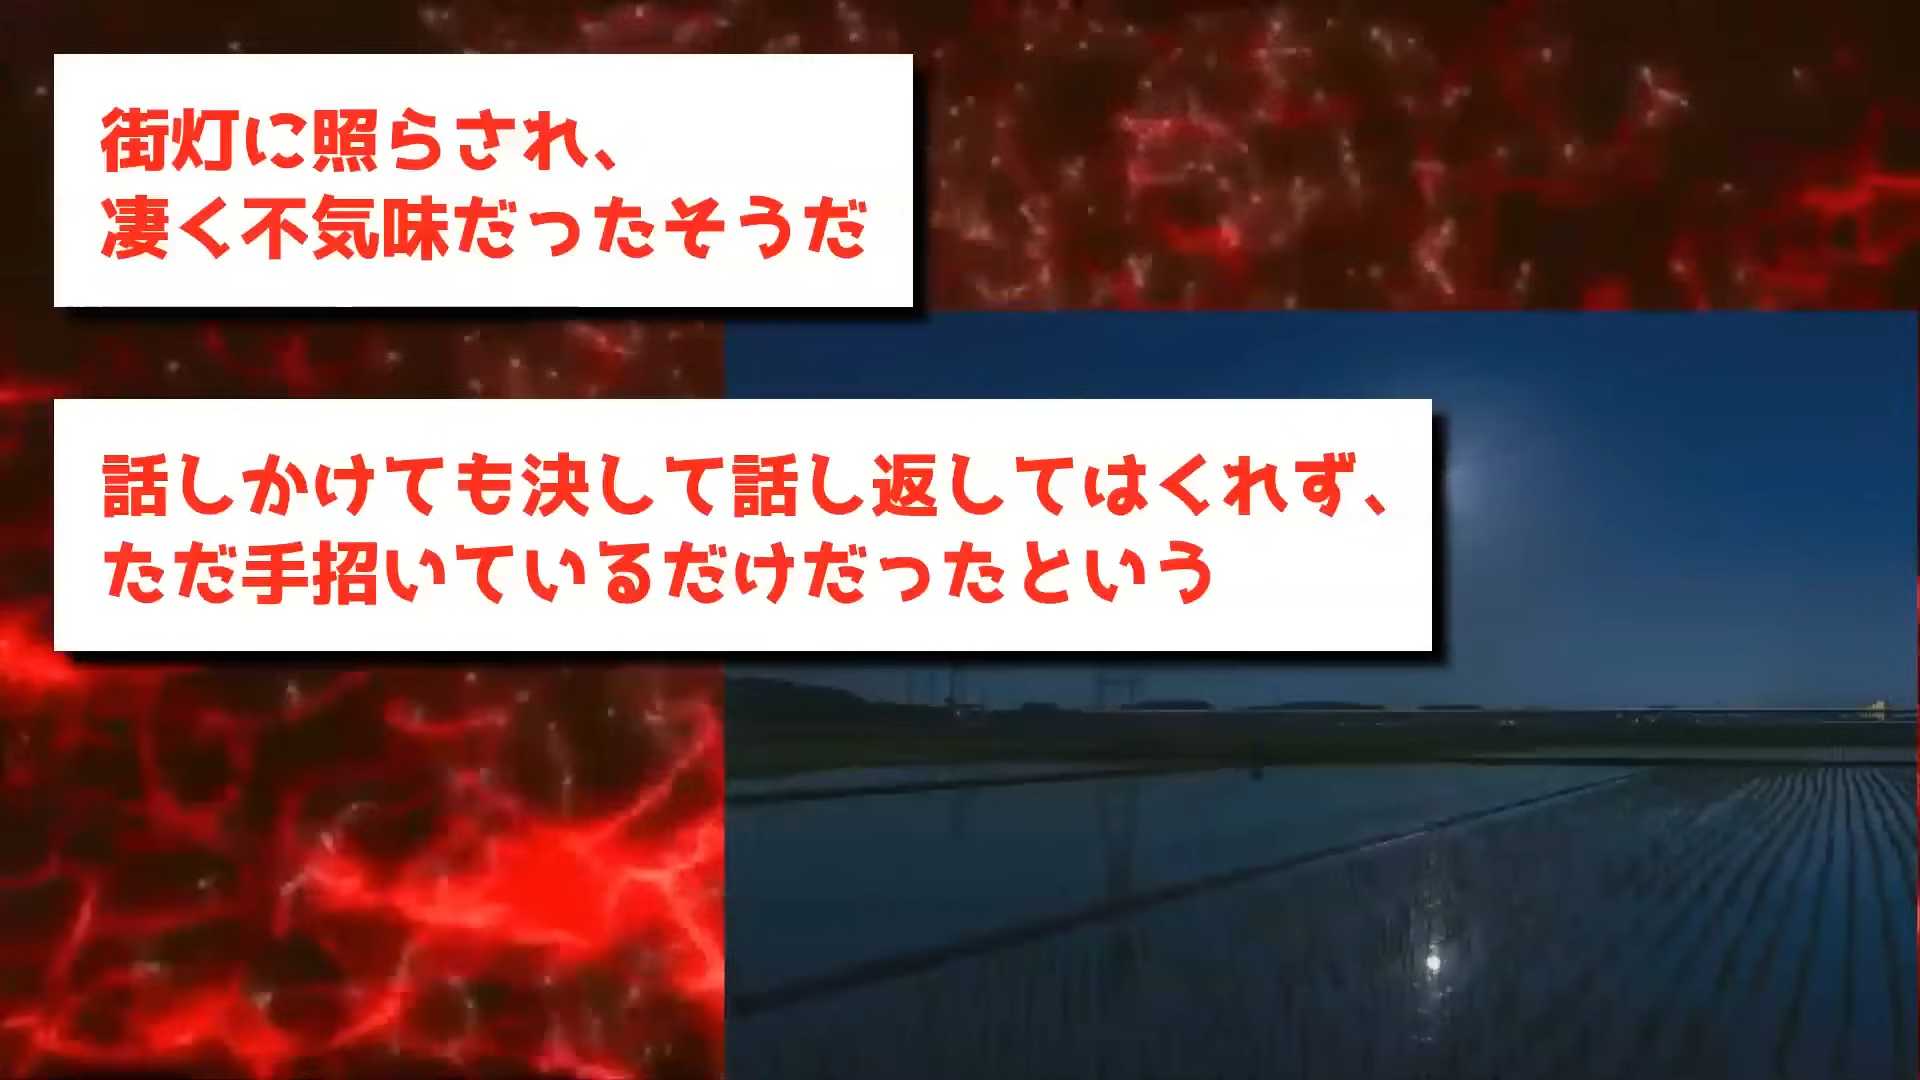 街灯に照らされ、
凄く不気味だったそうだ
話しかけても決して話し返してはくれず、
ただ手招いているだけだったという